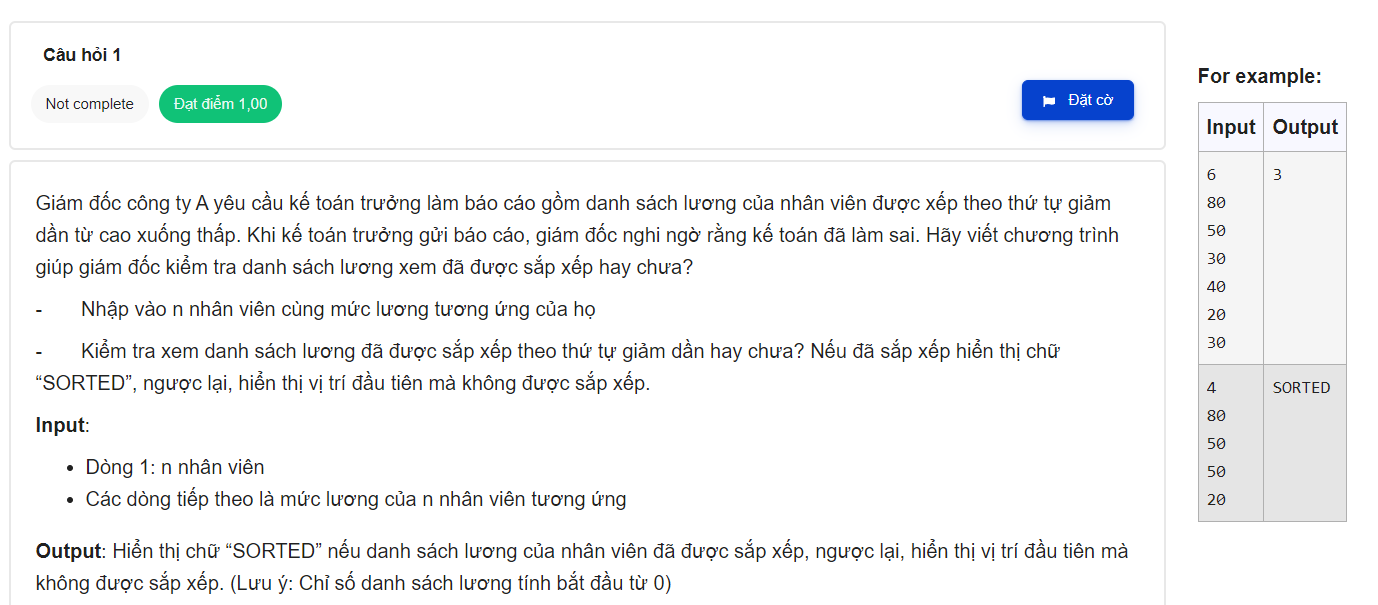 Câu hỏi 1
Not complete
Đạt điểm 1,00
Đặt cờ
Giám đốc công ty A yêu cầu kế toán trưởng làm báo cáo gồm danh sách lương của nhân viên được xếp theo thứ tự giảm
dần từ cao xuống thấp. Khi kế toán trưởng gửi báo cáo, giám đốc nghi ngờ rằng kế toán đã làm sai. Hãy viết chương trình
giúp giám đốc kiểm tra danh sách lương xem đã được sắp xếp hay chưa?
- Nhập vào n nhân viên cùng mức lương tương ứng của họ
- Kiểm tra xem danh sách lương đã được sắp xếp theo thứ tự giảm dần hay chưa? Nếu đã sắp xếp hiển thị chữ
“SORTED”, ngược lại, hiển thị vị trí đầu tiên mà không được sắp xếp.
Input:
• Dòng 1: n nhân viên
• Các dòng tiếp theo là mức lương của n nhân viên tương ứng
Output: Hiển thị chữ “SORTED” nếu danh sách lương của nhân viên đã được sắp xếp, ngược lại, hiển thị vị trí đầu tiên mà
không được sắp xếp. (Lưu ý: Chỉ số danh sách lương tính bắt đầu từ 0)
For example:
Input Output
6 3
80
50
30
40
20
30
4 SORTED
80
50
50
20